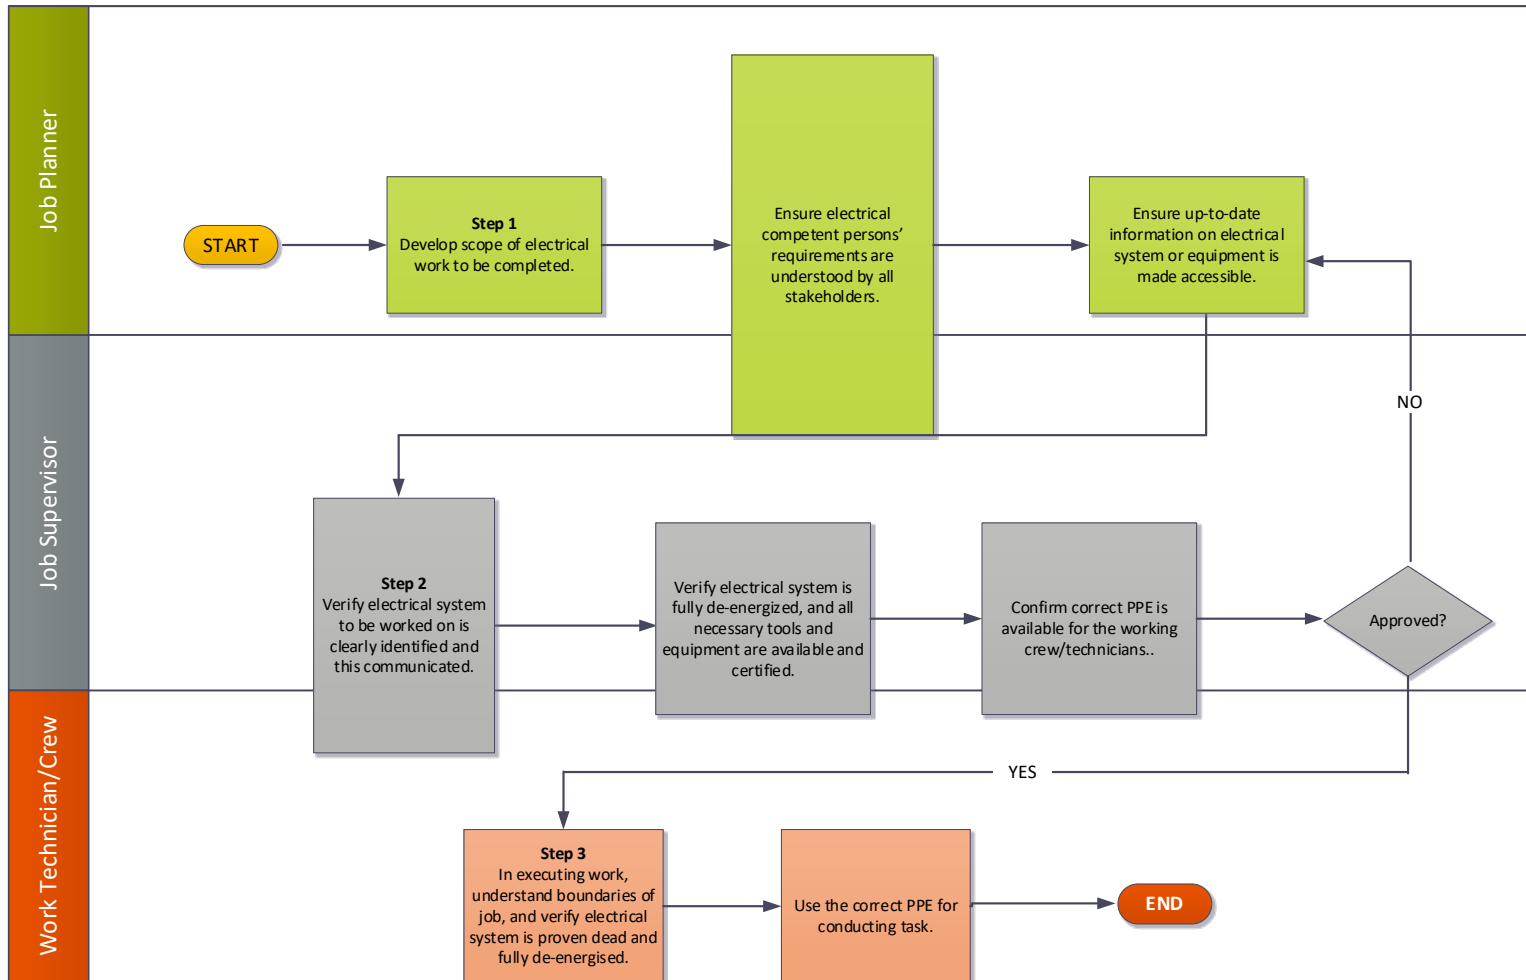 Job Planner
START
Step 1
Develop scope of electrical
work to be completed.
Ensure electrical
competent persons’
requirements are
understood by all
stakeholders.
Ensure up-to-date
information on electrical
system or equipment is
made accessible.
NO
Job Supervisor
Step 2
Verify electrical system
to be worked on is
clearly identified and
this communicated.
Verify electrical system is
fully de-energized, and all
necessary tools and
equipment are available and
certified.
Confirm correct PPE is
available for the working
crew/technicians..
Approved?
YES
Work Technician/Crew
Step 3
In executing work,
understand boundaries of
job, and verify electrical
system is proven dead and
fully de-energised.
Use the correct PPE for
conducting task.
END